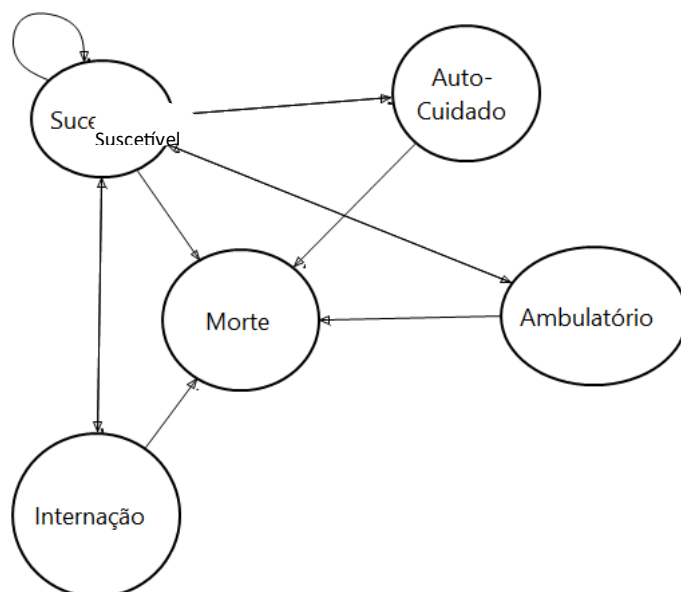 Auto-
Cuidado
Suce
Suscetível
Morte
Ambulatório
Internação